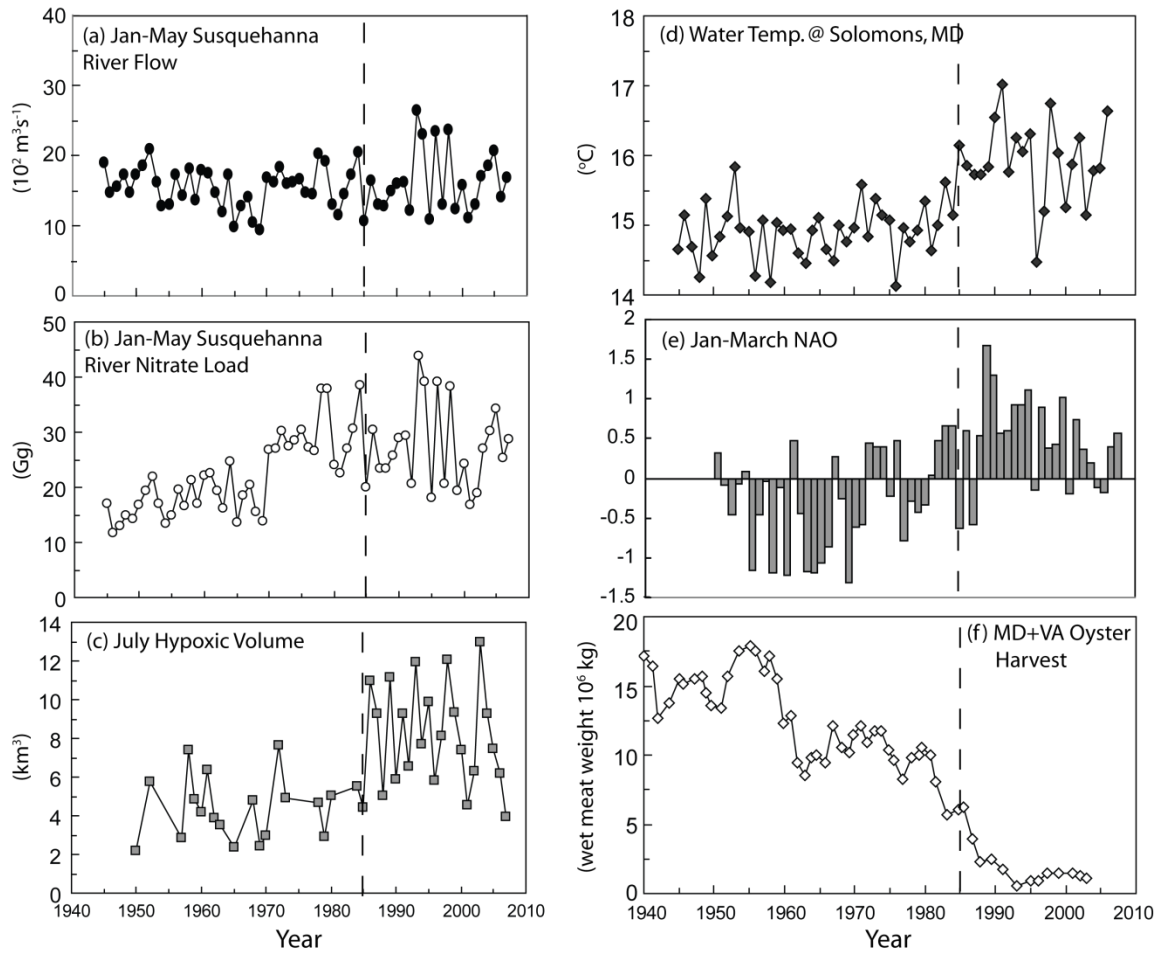 (a) Jan-May Susquehanna
River Flow
(10² m³s⁻¹)
40
30
20
10
0
(b) Jan-May Susquehanna
River Nitrate Load
(Gg)
50
40
30
20
10
0
(c) July Hypoxic Volume
(km³)
14
12
10
8
6
4
2
0
1940 1950 1960 1970 1980 1990 2000 2010
Year
(d) Water Temp. @ Solomons, MD
(°C)
18
17
16
15
14
(e) Jan-March NAO
2
1.5
1
0.5
0
-0.5
-1
-1.5
(f) MD+VA Oyster
Harvest
(wet meat weight 10⁶ kg)
20
15
10
5
0
1940 1950 1960 1970 1980 1990 2000 2010
Year